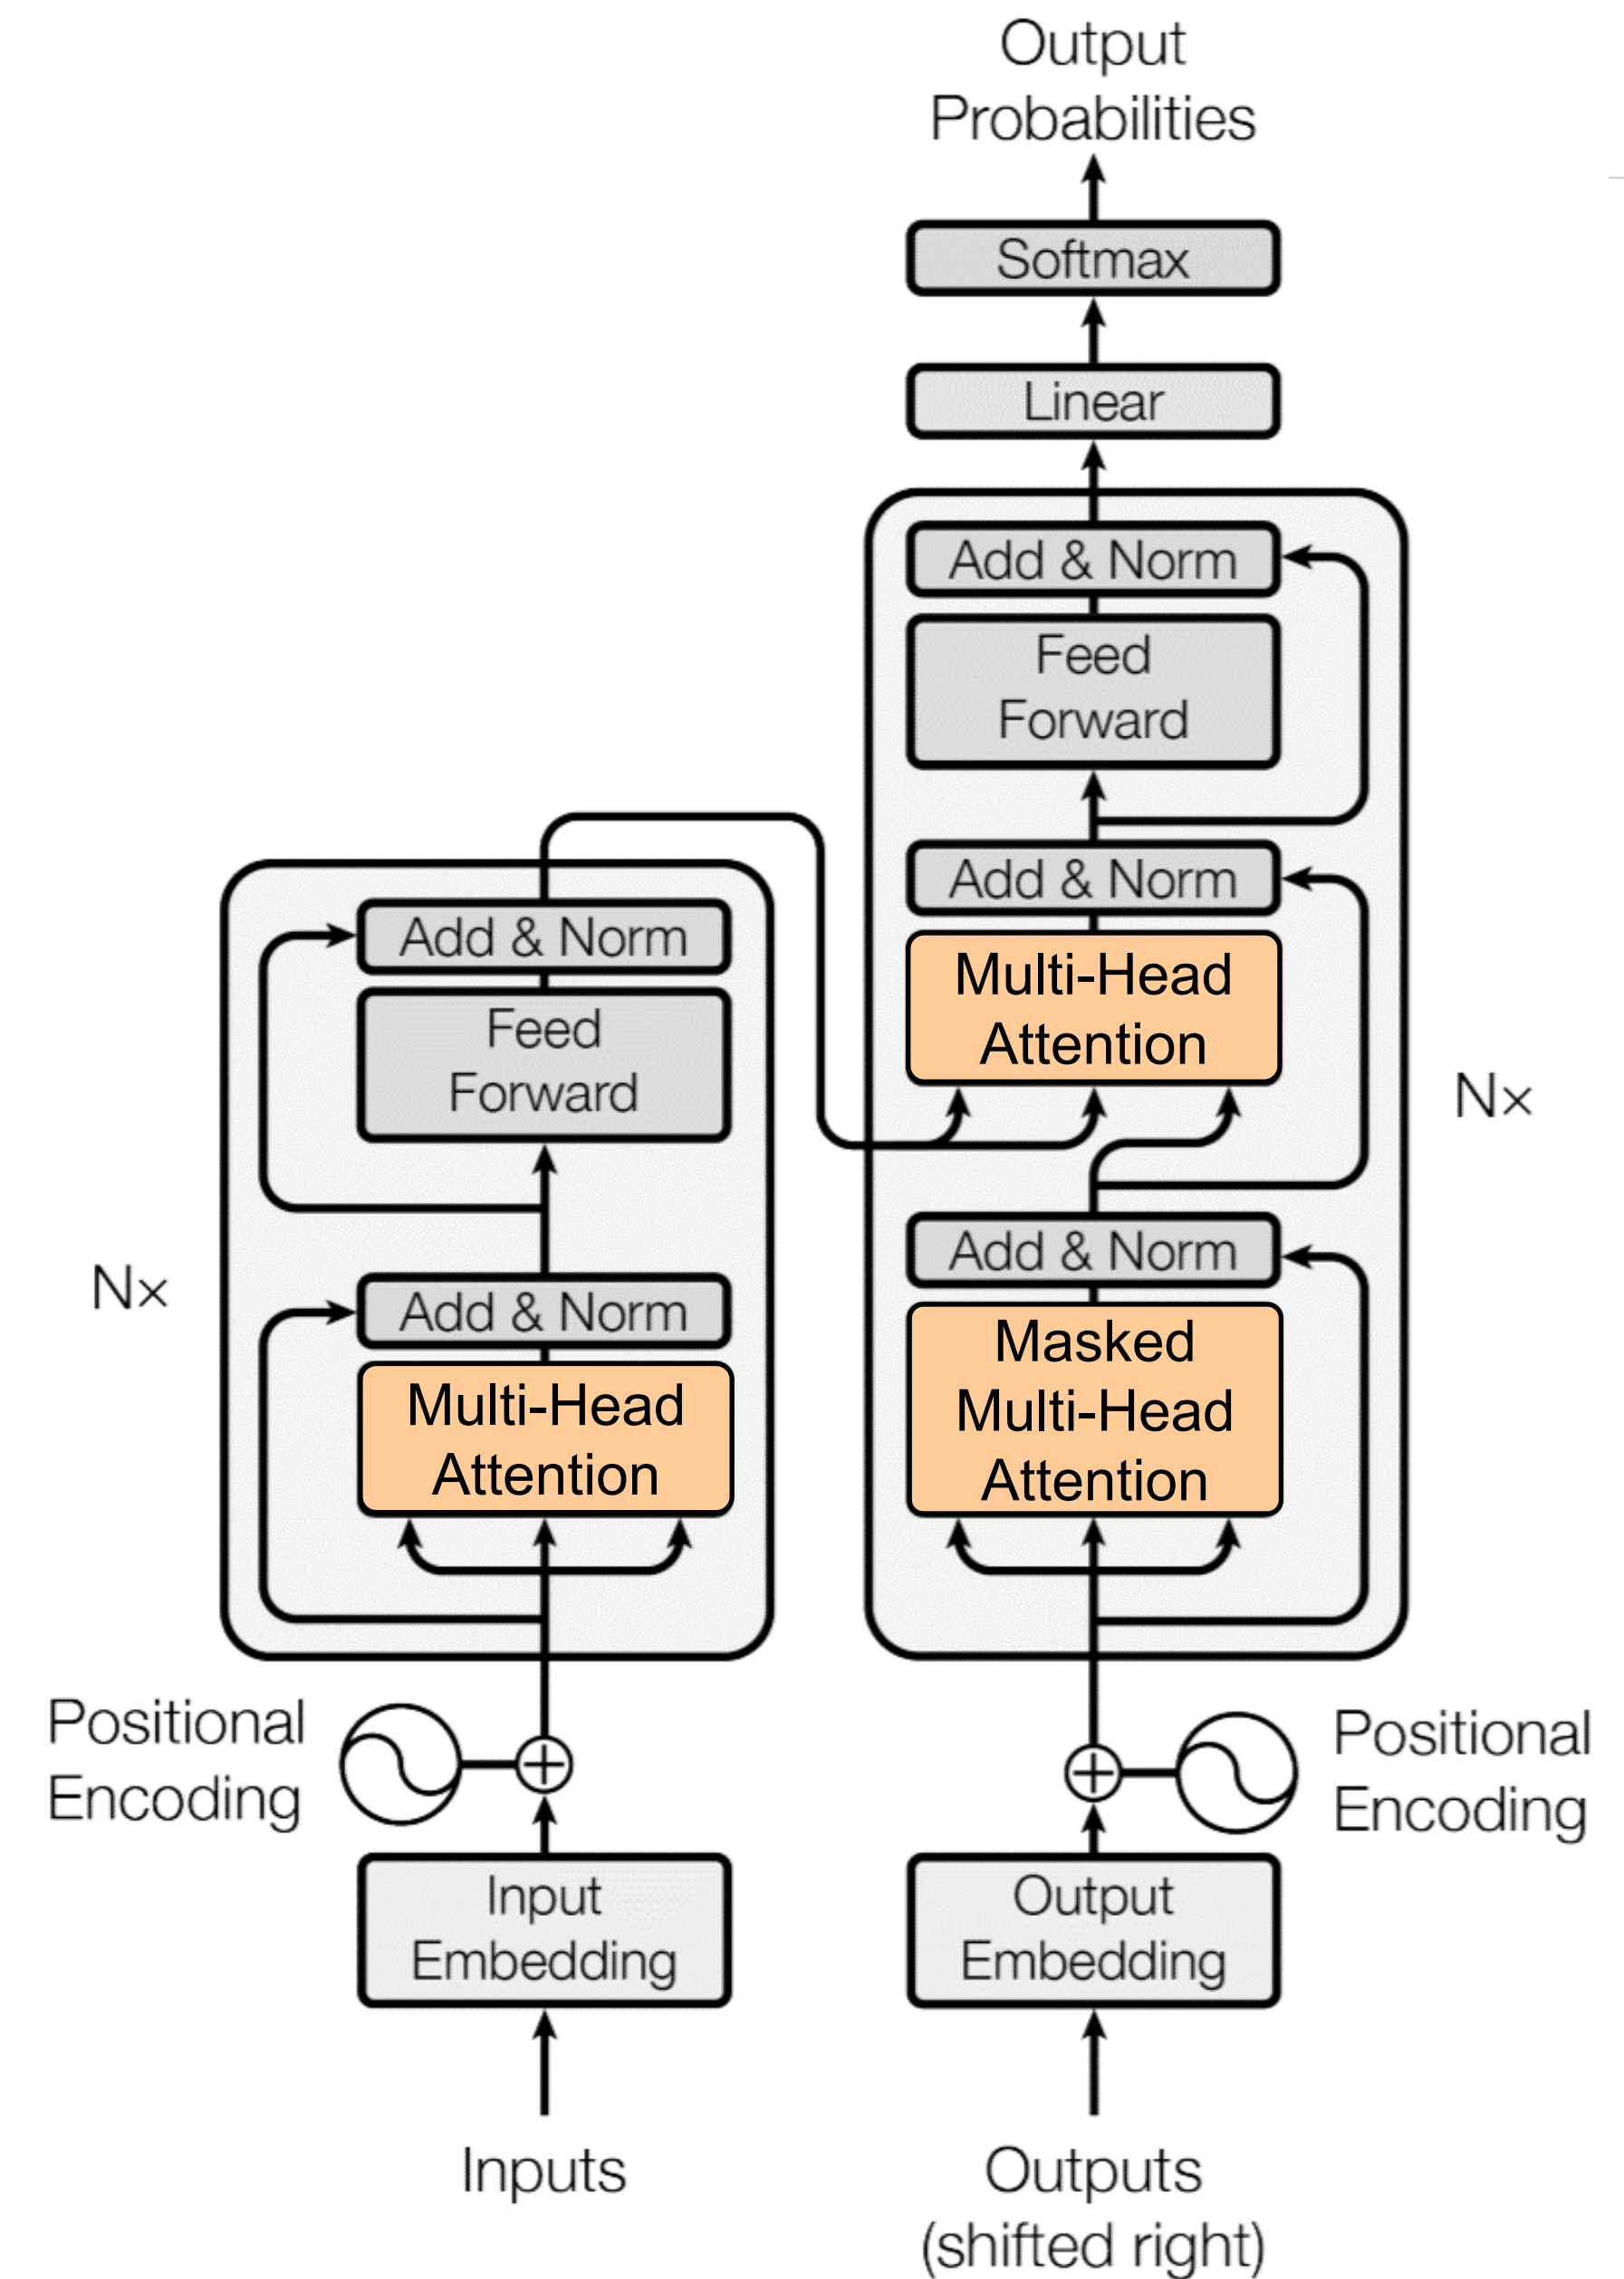 Output
Probabilities
Softmax
Linear
Add & Norm
Feed
Forward
Add & Norm
Multi-Head
Attention
Nx
Add & Norm
Masked
Multi-Head
Attention
Add & Norm
Feed
Forward
Nx
Add & Norm
Multi-Head
Attention
Positional
Encoding
Positional
Encoding
Input
Embedding
Output
Embedding
Inputs
Outputs
(shifted right)